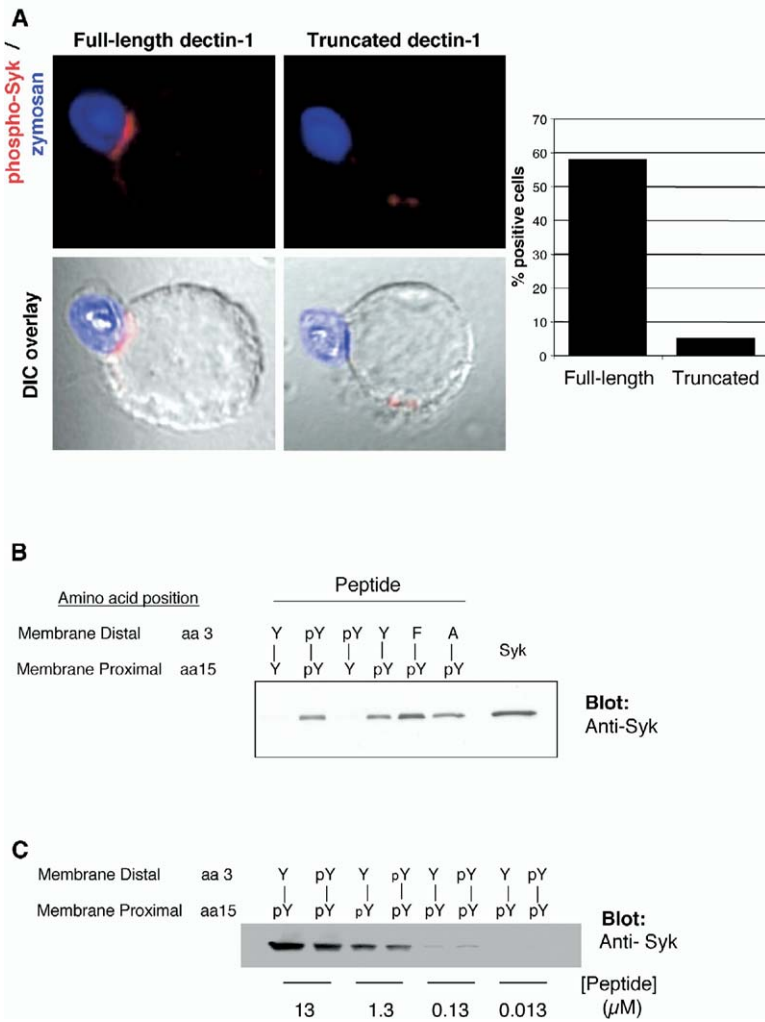 A
Full-length dectin-1
Truncated dectin-1
phospho-Syk /
zymosan
DIC overlay
% positive cells
70
60
50
40
30
20
10
0
Full-length
Truncated
B
Peptide
Amino acid position
Membrane Distal aa 3 Y pY pY Y F A
Syk
Membrane Proximal aa15 Y pY Y pY pY pY
Blot:
Anti-Syk
C
Membrane Distal aa 3 Y pY Y pY Y pY Y pY
Membrane Proximal aa15 pY pY pY pY pY pY pY pY
Blot:
Anti- Syk
[Peptide]
13 1.3 0.13 0.013 (µM)